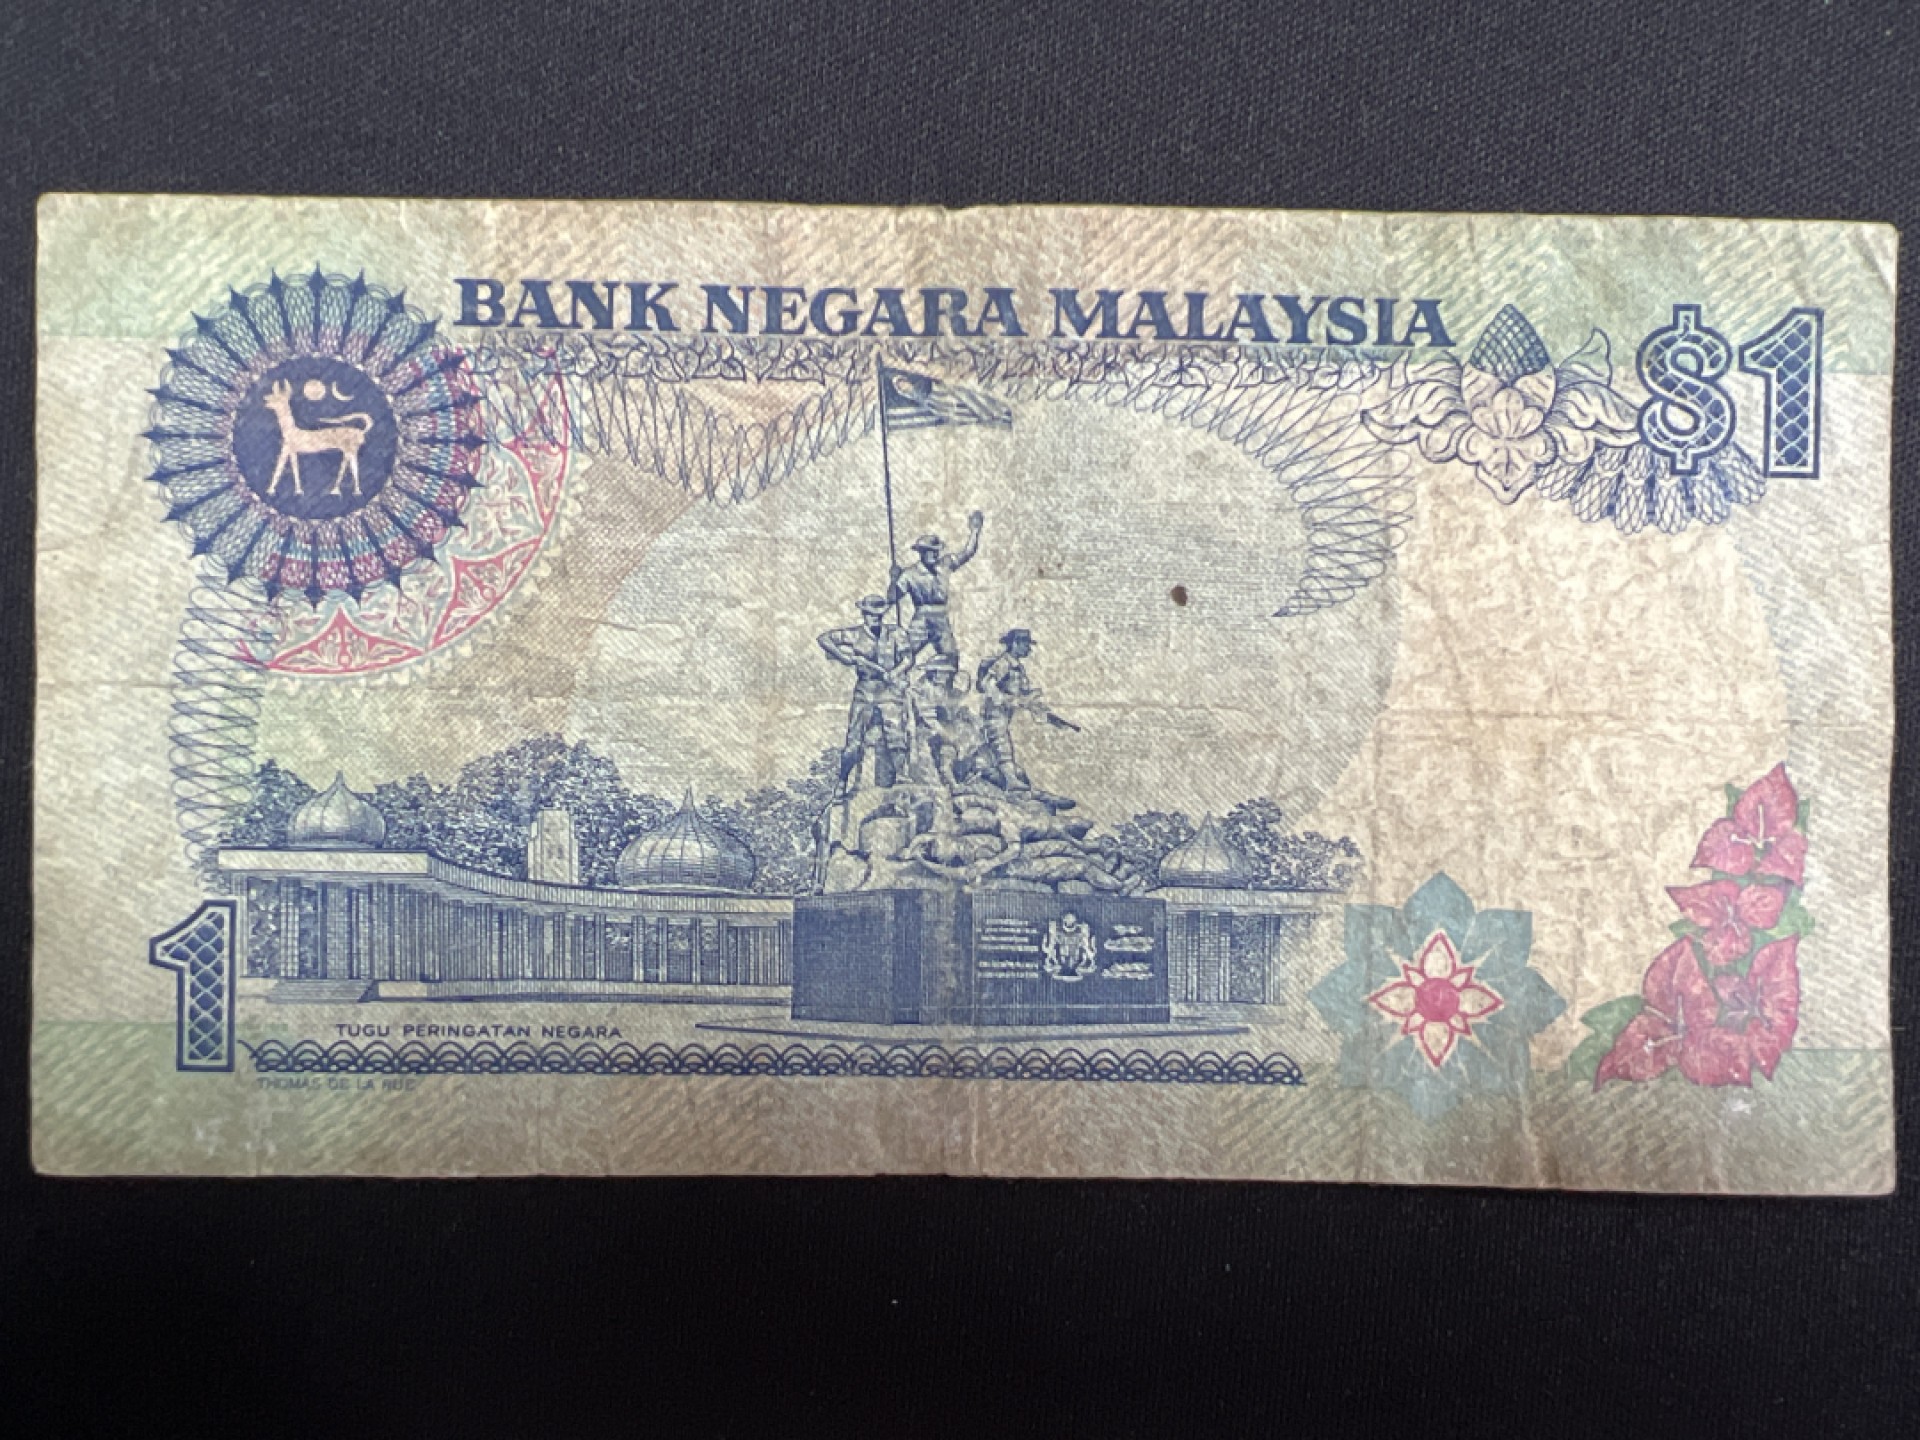 BANK NEGARA MALAYSIA
$1
1
TUGU PERINGATAN NEGARA
THOMAS DE LA RUE